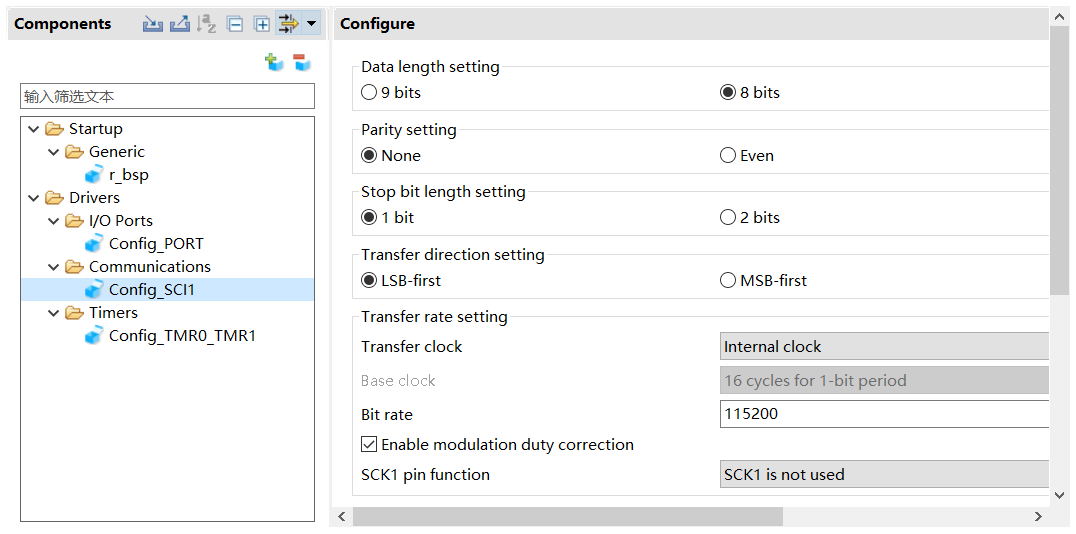 Components
输入筛选文本
Startup
Generic
r_bsp
Drivers
I/O Ports
Config_PORT
Communications
Config_SCI1
Timers
Config_TMR0_TMR1
Configure
Data length setting
9 bits 8 bits
Parity setting
None Even
Stop bit length setting
1 bit 2 bits
Transfer direction setting
LSB-first MSB-first
Transfer rate setting
Transfer clock Internal clock
Base clock 16 cycles for 1-bit period
Bit rate 115200
Enable modulation duty correction
SCK1 pin function SCK1 is not used